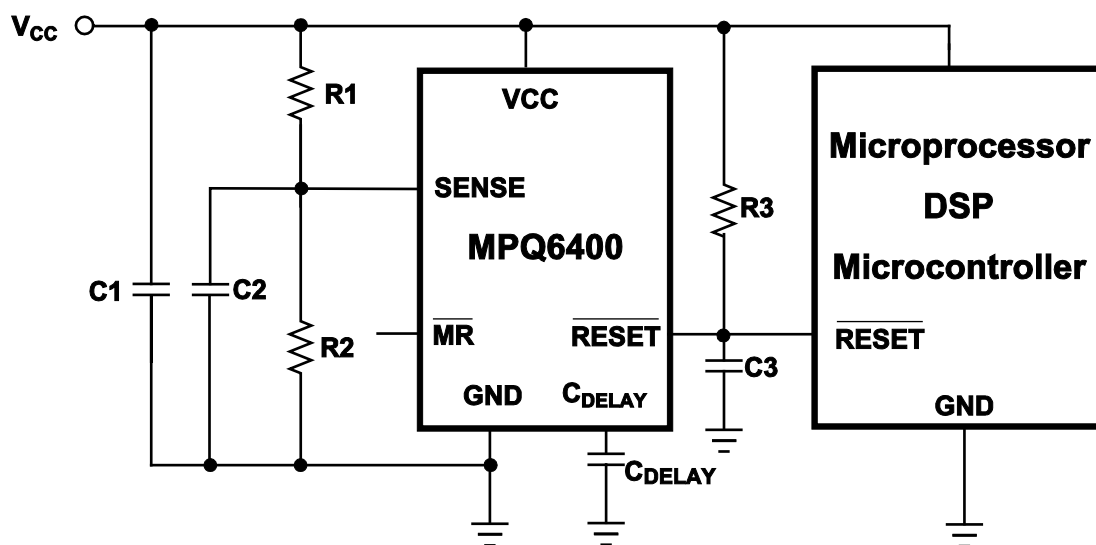 VCC
R1
VCC
SENSE
MPQ6400
C1
C2
R2
MR
RESET
GND
CDELAY
CDELAY
R3
C3
Microprocessor
DSP
Microcontroller
RESET
GND